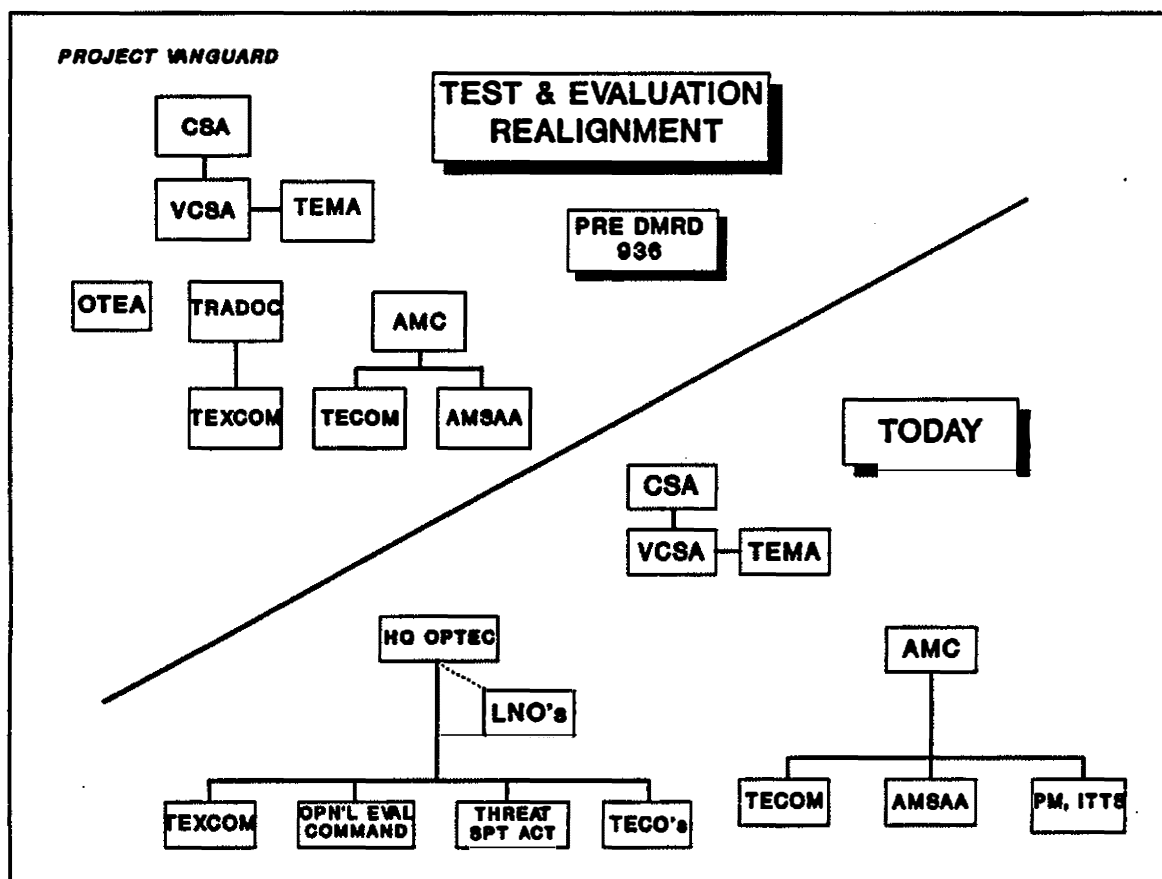 PROJECT VANGUARD
TEST & EVALUATION
REALIGNMENT
CSA
VCSA
TEMA
PRE DMRD
936
OTEA
TRADOC
AMC
TEXCOM
TECOM
AMSAA
TODAY
CSA
VCSA
TEMA
HQ OPTEC
LNO's
AMC
TEXCOM
OPN'L EVAL
COMMAND
THREAT
SPT ACT
TECO's
TECOM
AMSAA
PM, ITTS